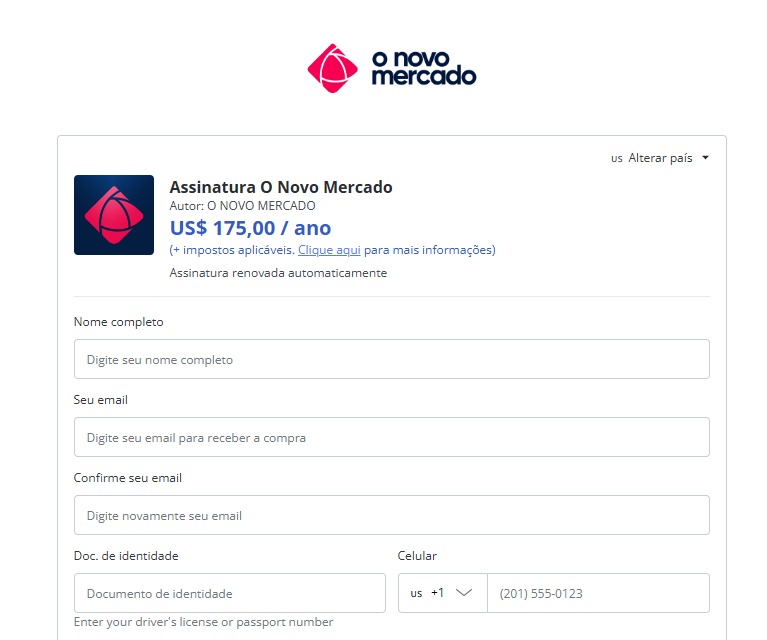 o novo
mercado
us Alterar país
Assinatura O Novo Mercado
Autor: O NOVO MERCADO
US$ 175,00 / ano
(+ impostos aplicáveis. Clique aqui para mais informações)
Assinatura renovada automaticamente
Nome completo
Digite seu nome completo
Seu email
Digite seu email para receber a compra
Confirme seu email
Digite novamente seu email
Doc. de identidade Celular
Documento de identidade us +1 (201) 555-0123
Enter your driver's license or passport number